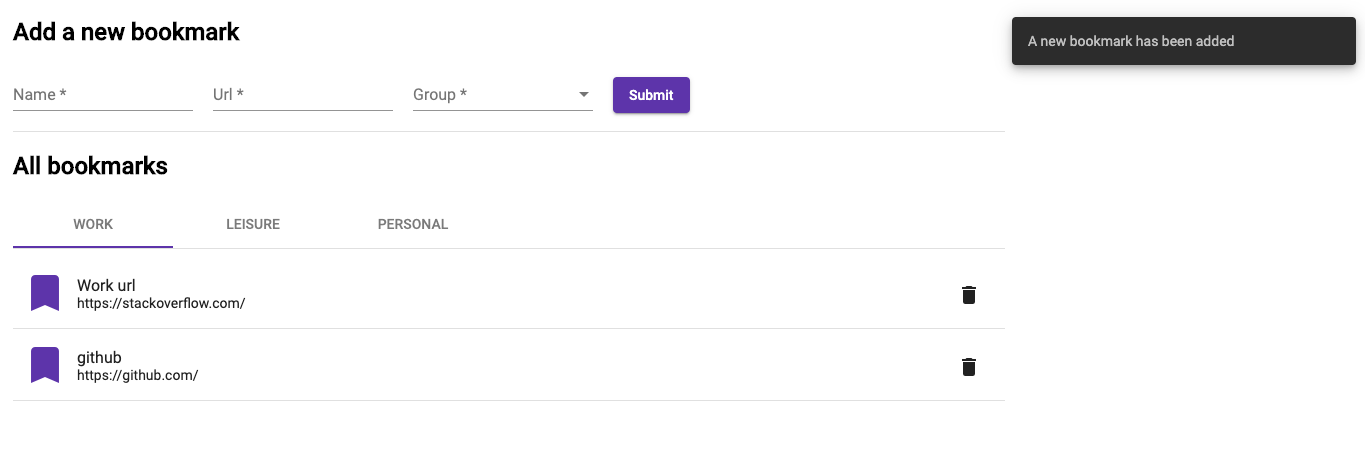 Add a new bookmark
A new bookmark has been added
Name *
Url *
Group *
Submit
All bookmarks
WORK
LEISURE
PERSONAL
Work url
https://stackoverflow.com/
github
https://github.com/